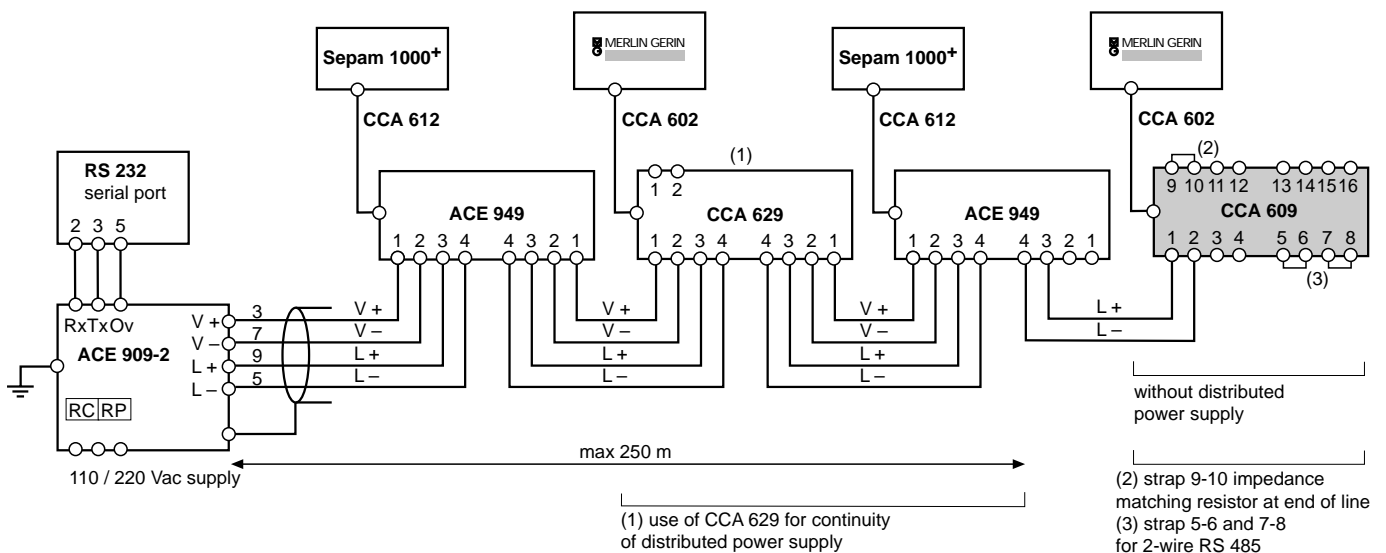 Sepam 1000+
MERLIN GERIN
Sepam 1000+
MERLIN GERIN
CCA 612
CCA 602
CCA 612
CCA 602
RS 232
serial port
2 3 5
(1)
1 2
ACE 949
1 2 3 4 4 3 2 1
CCA 629
1 2 3 4 4 3 2 1
ACE 949
1 2 3 4 4 3 2 1
(2)
9 10 11 12 13 14 15 16
CCA 609
1 2 3 4 5 6 7 8
(3)
Rx Tx Ov
ACE 909-2
RC RP
V + 3
V – 7
L + 9
L – 5
V +
V –
L +
L –
V +
V –
L +
L –
V +
V –
L +
L –
L +
L –
110 / 220 Vac supply
max 250 m
without distributed
power supply
(1) use of CCA 629 for continuity
of distributed power supply
(2) strap 9-10 impedance
matching resistor at end of line
(3) strap 5-6 and 7-8
for 2-wire RS 485